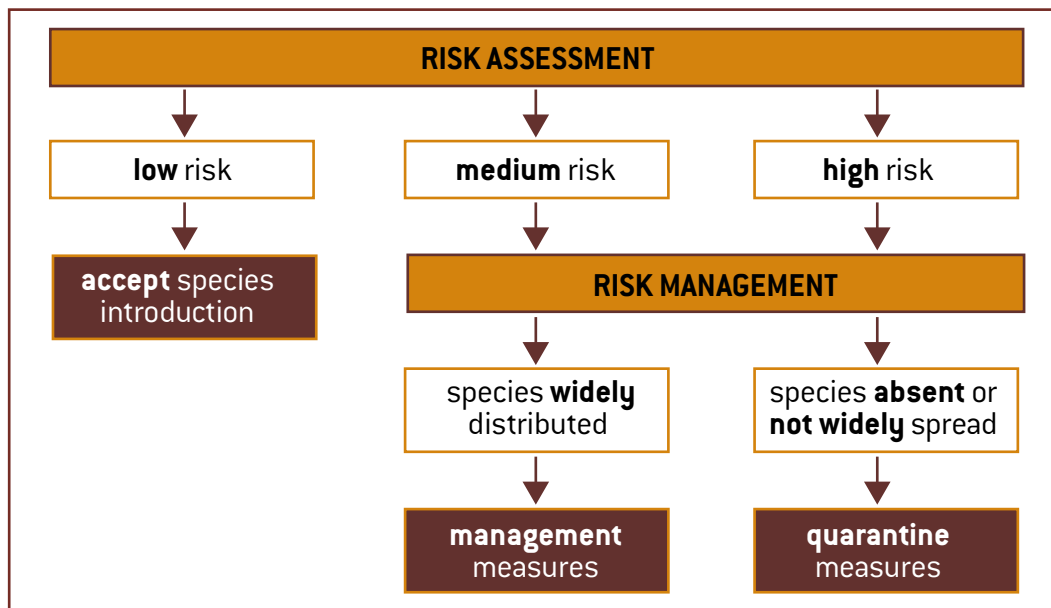 RISK ASSESSMENT
low risk
medium risk
high risk
accept species
introduction
RISK MANAGEMENT
species widely
distributed
species absent or
not widely spread
management
measures
quarantine
measures